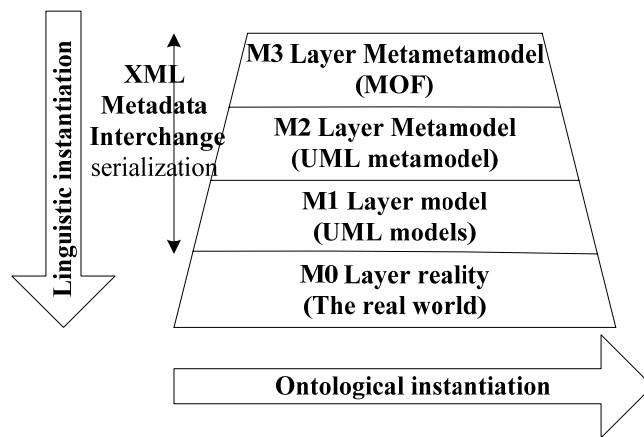 Linguistic instantiation
XML
Metadata
Interchange
serialization
M3 Layer Metametamodel
(MOF)
M2 Layer Metamodel
(UML metamodel)
M1 Layer model
(UML models)
M0 Layer reality
(The real world)
Ontological instantiation